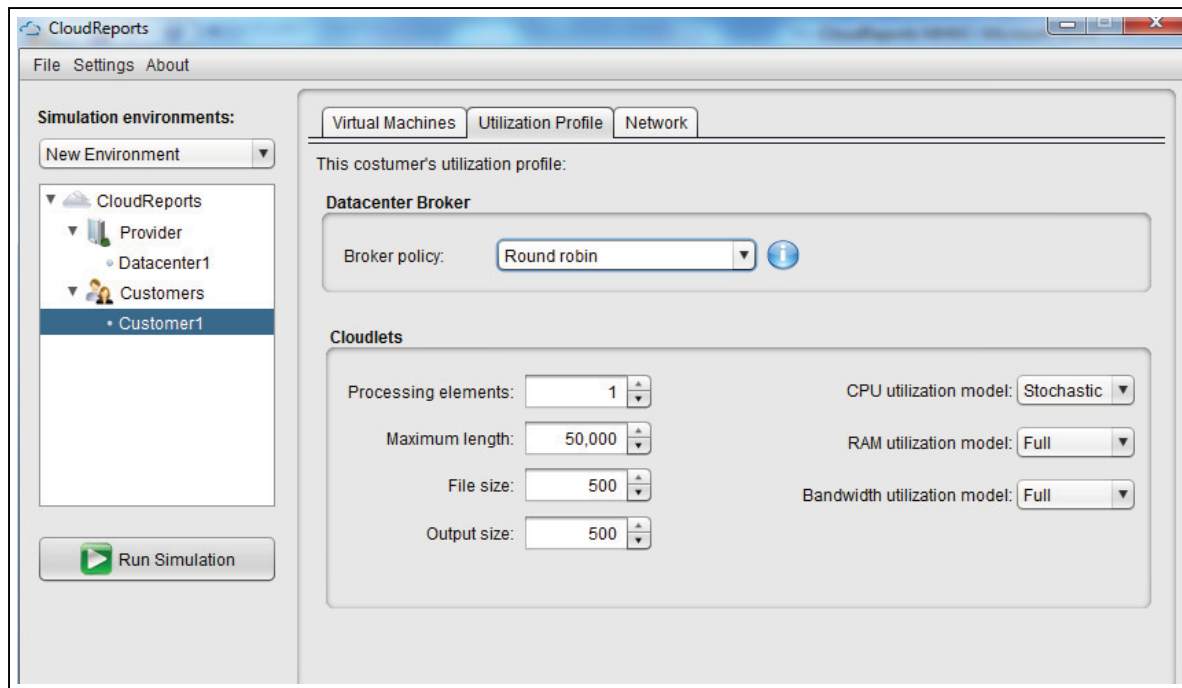 CloudReports
File Settings About
Simulation environments:
New Environment
CloudReports
Provider
Datacenter1
Customers
Customer1
Run Simulation
Virtual Machines Utilization Profile Network
This costumer's utilization profile:
Datacenter Broker
Broker policy: Round robin
Cloudlets
Processing elements: 1
Maximum length: 50,000
File size: 500
Output size: 500
CPU utilization model: Stochastic
RAM utilization model: Full
Bandwidth utilization model: Full